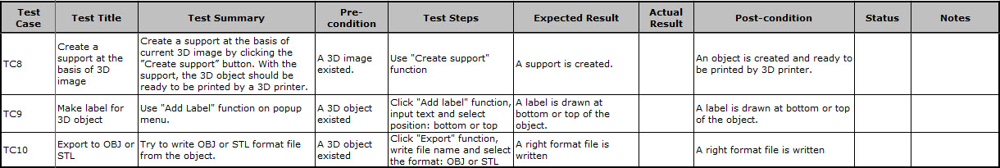 Test Case
Test Title
Test Summary
Pre-
condition
Test Steps
Expected Result
Actual
Result
Post-condition
Status
Notes
TC8
Create a
support at the
basis of 3D
image
Create a support at the basis of
current 3D image by clicking the
”Create support” button. With the
support, the 3D object should be
ready to be printed by a 3D printer.
A 3D image
existed.
Use "Create support"
function
A support is created.
An object is created and ready to
be printed by 3D printer.
TC9
Make label for
3D object
Use "Add Label" function on popup
menu.
A 3D object
existed
Click "Add label" function,
input text and select
position: bottom or top
A label is drawn at
bottom or top of the
object.
A label is drawn at bottom or top
of the object.
TC10
Export to OBJ or
STL
Try to write OBJ or STL format file
from the object.
A 3D object
existed
Click "Export" function,
write file name and select
the format: OBJ or STL
A right format file is
written
A right format file is written